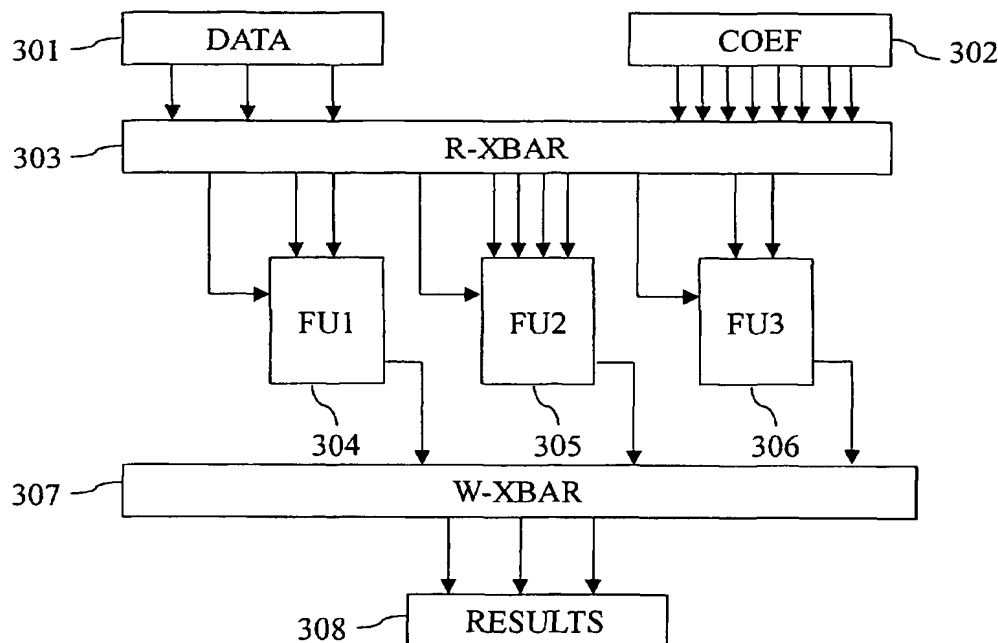 301
DATA
COEF
302
303
R-XBAR
FU1
FU2
FU3
304
305
306
307
W-XBAR
308
RESULTS